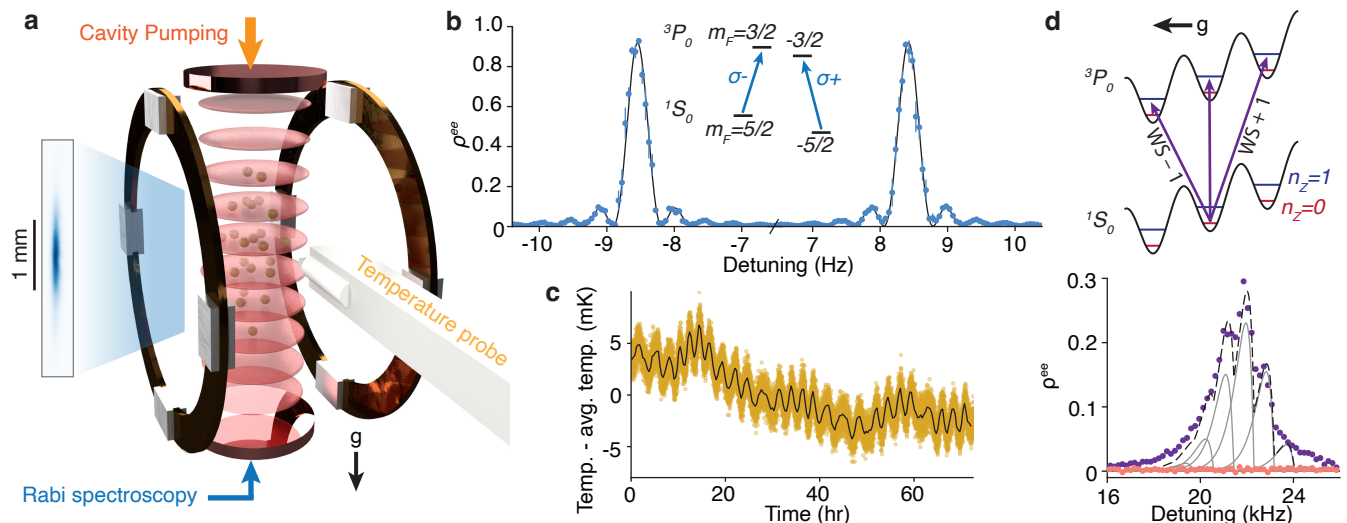 a
Cavity Pumping
1 mm
Temperature probe
g
Rabi spectroscopy
b
ρᵉᵉ
1.0
0.8
0.6
0.4
0.2
0
³P₀ m_F=3/2 -3/2
σ- σ+
¹S₀
m_F=5/2 -5/2
-10 -9 -8 -7 7 8 9 10
Detuning (Hz)
c
Temp. - avg. temp. (mK)
5
0
-5
0 20 40 60
Time (hr)
d
g
³P₀
WS - 1
WS + 1
n_Z=1
¹S₀
n_Z=0
ρᵉᵉ
0.3
0.2
0.1
0
16 20 24
Detuning (kHz)